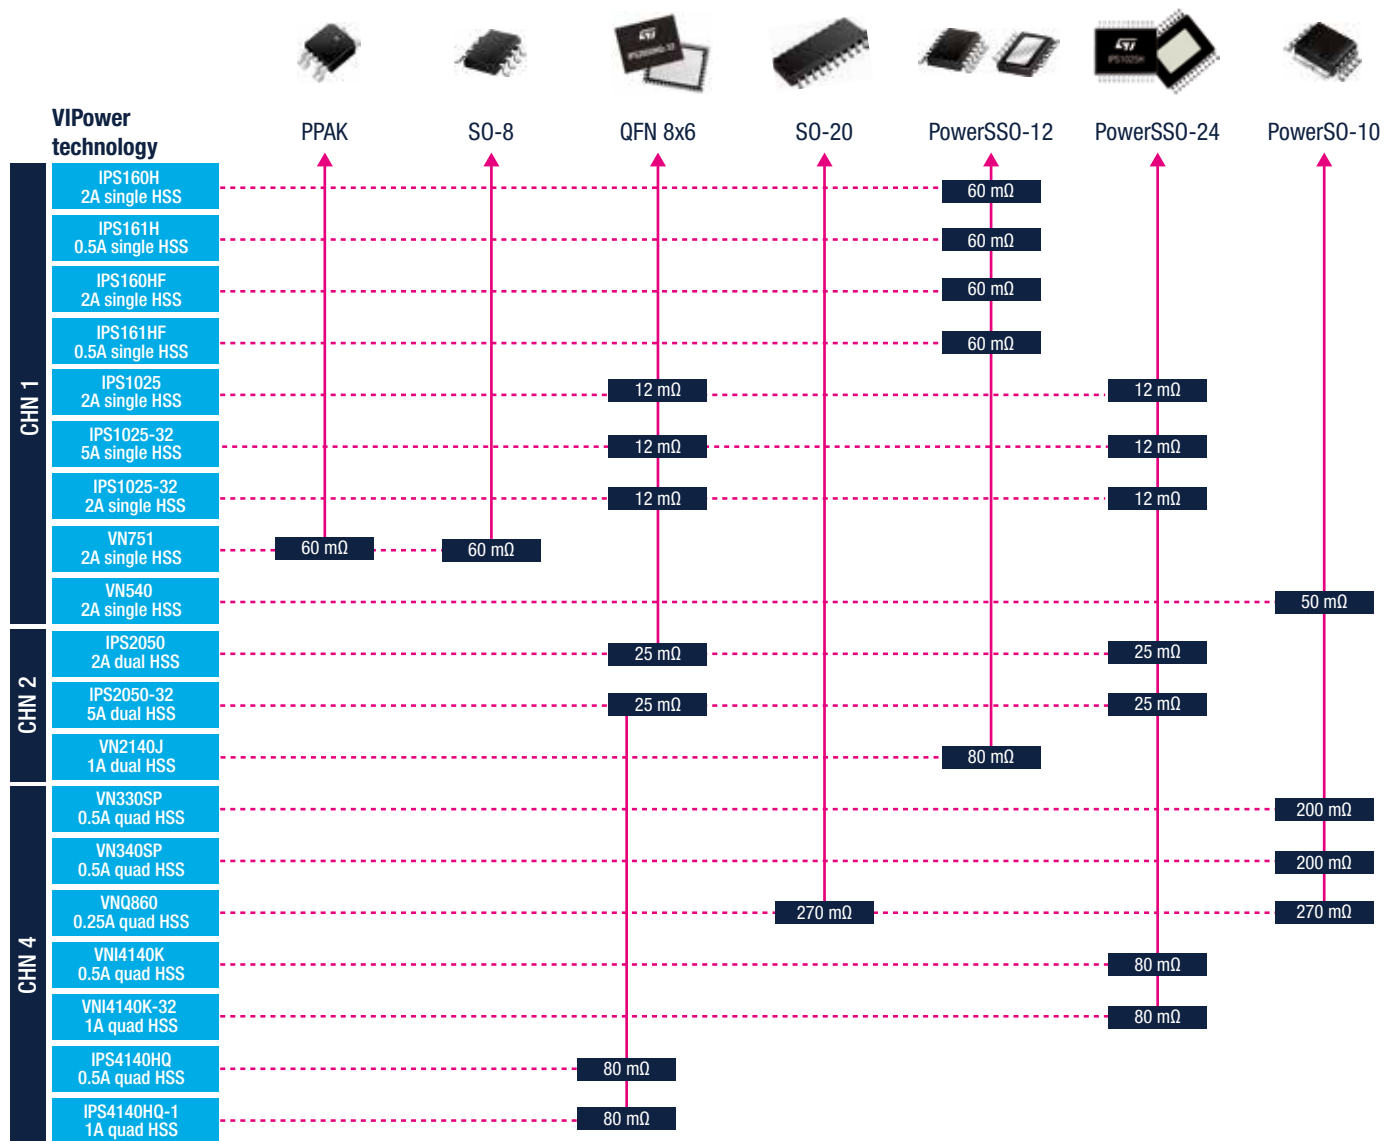 IPS2050HQ-32
IPS1025H
VIPower
technology
PPAK
SO-8
QFN 8x6
SO-20
PowerSSO-12
PowerSSO-24
PowerSO-10
CHN 1
IPS160H
2A single HSS
60 mΩ
IPS161H
0.5A single HSS
60 mΩ
IPS160HF
2A single HSS
60 mΩ
IPS161HF
0.5A single HSS
60 mΩ
IPS1025
2A single HSS
12 mΩ
12 mΩ
IPS1025-32
5A single HSS
12 mΩ
12 mΩ
IPS1025-32
2A single HSS
12 mΩ
12 mΩ
VN751
2A single HSS
60 mΩ
60 mΩ
VN540
2A single HSS
50 mΩ
CHN 2
IPS2050
2A dual HSS
25 mΩ
25 mΩ
IPS2050-32
5A dual HSS
25 mΩ
25 mΩ
VN2140J
1A dual HSS
80 mΩ
CHN 4
VN330SP
0.5A quad HSS
200 mΩ
VN340SP
0.5A quad HSS
200 mΩ
VNQ860
0.25A quad HSS
270 mΩ
270 mΩ
VNI4140K
0.5A quad HSS
80 mΩ
VNI4140K-32
1A quad HSS
80 mΩ
IPS4140HQ
0.5A quad HSS
80 mΩ
IPS4140HQ-1
1A quad HSS
80 mΩ